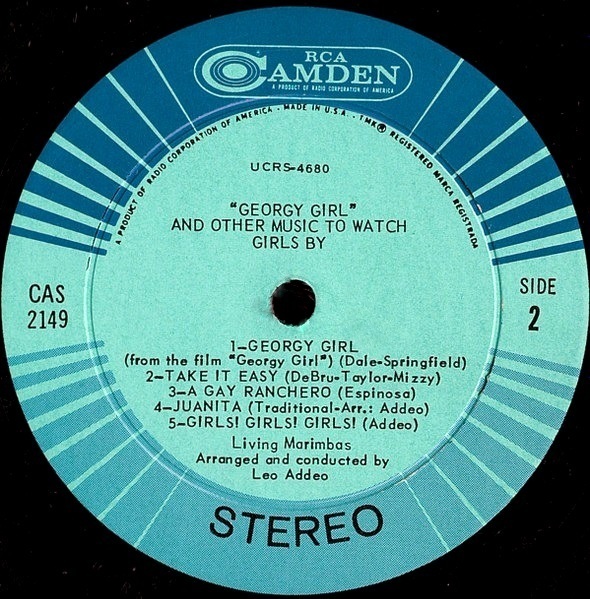 RCA
CAMDEN
A PRODUCT OF RADIO CORPORATION OF AMERICA
A PRODUCT OF RADIO CORPORATION OF AMERICA · MADE IN U.S.A. · TMK® REGISTERED MARCA REGISTRADA
UCRS-4680
"GEORGY GIRL"
AND OTHER MUSIC TO WATCH
GIRLS BY
CAS
2149
SIDE
2
1-GEORGY GIRL
(from the film "Georgy Girl") (Dale-Springfield)
2-TAKE IT EASY (DeBru-Taylor-Mizzy)
3-A GAY RANCHERO (Espinosa)
4-JUANITA (Traditional-Arr.: Addeo)
5-GIRLS! GIRLS! GIRLS! (Addeo)
Living Marimbas
Arranged and conducted by
Leo Addeo
STEREO